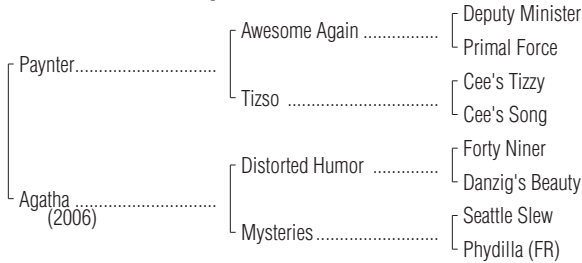 Deputy Minister
Awesome Again ................
Primal Force
Paynter..............................
Cee's Tizzy
Tizso ................................
Cee's Song
Forty Niner
Distorted Humor ..............
Danzig's Beauty
Agatha ..............................
(2006)
Seattle Slew
Mysteries..........................
Phydilla (FR)